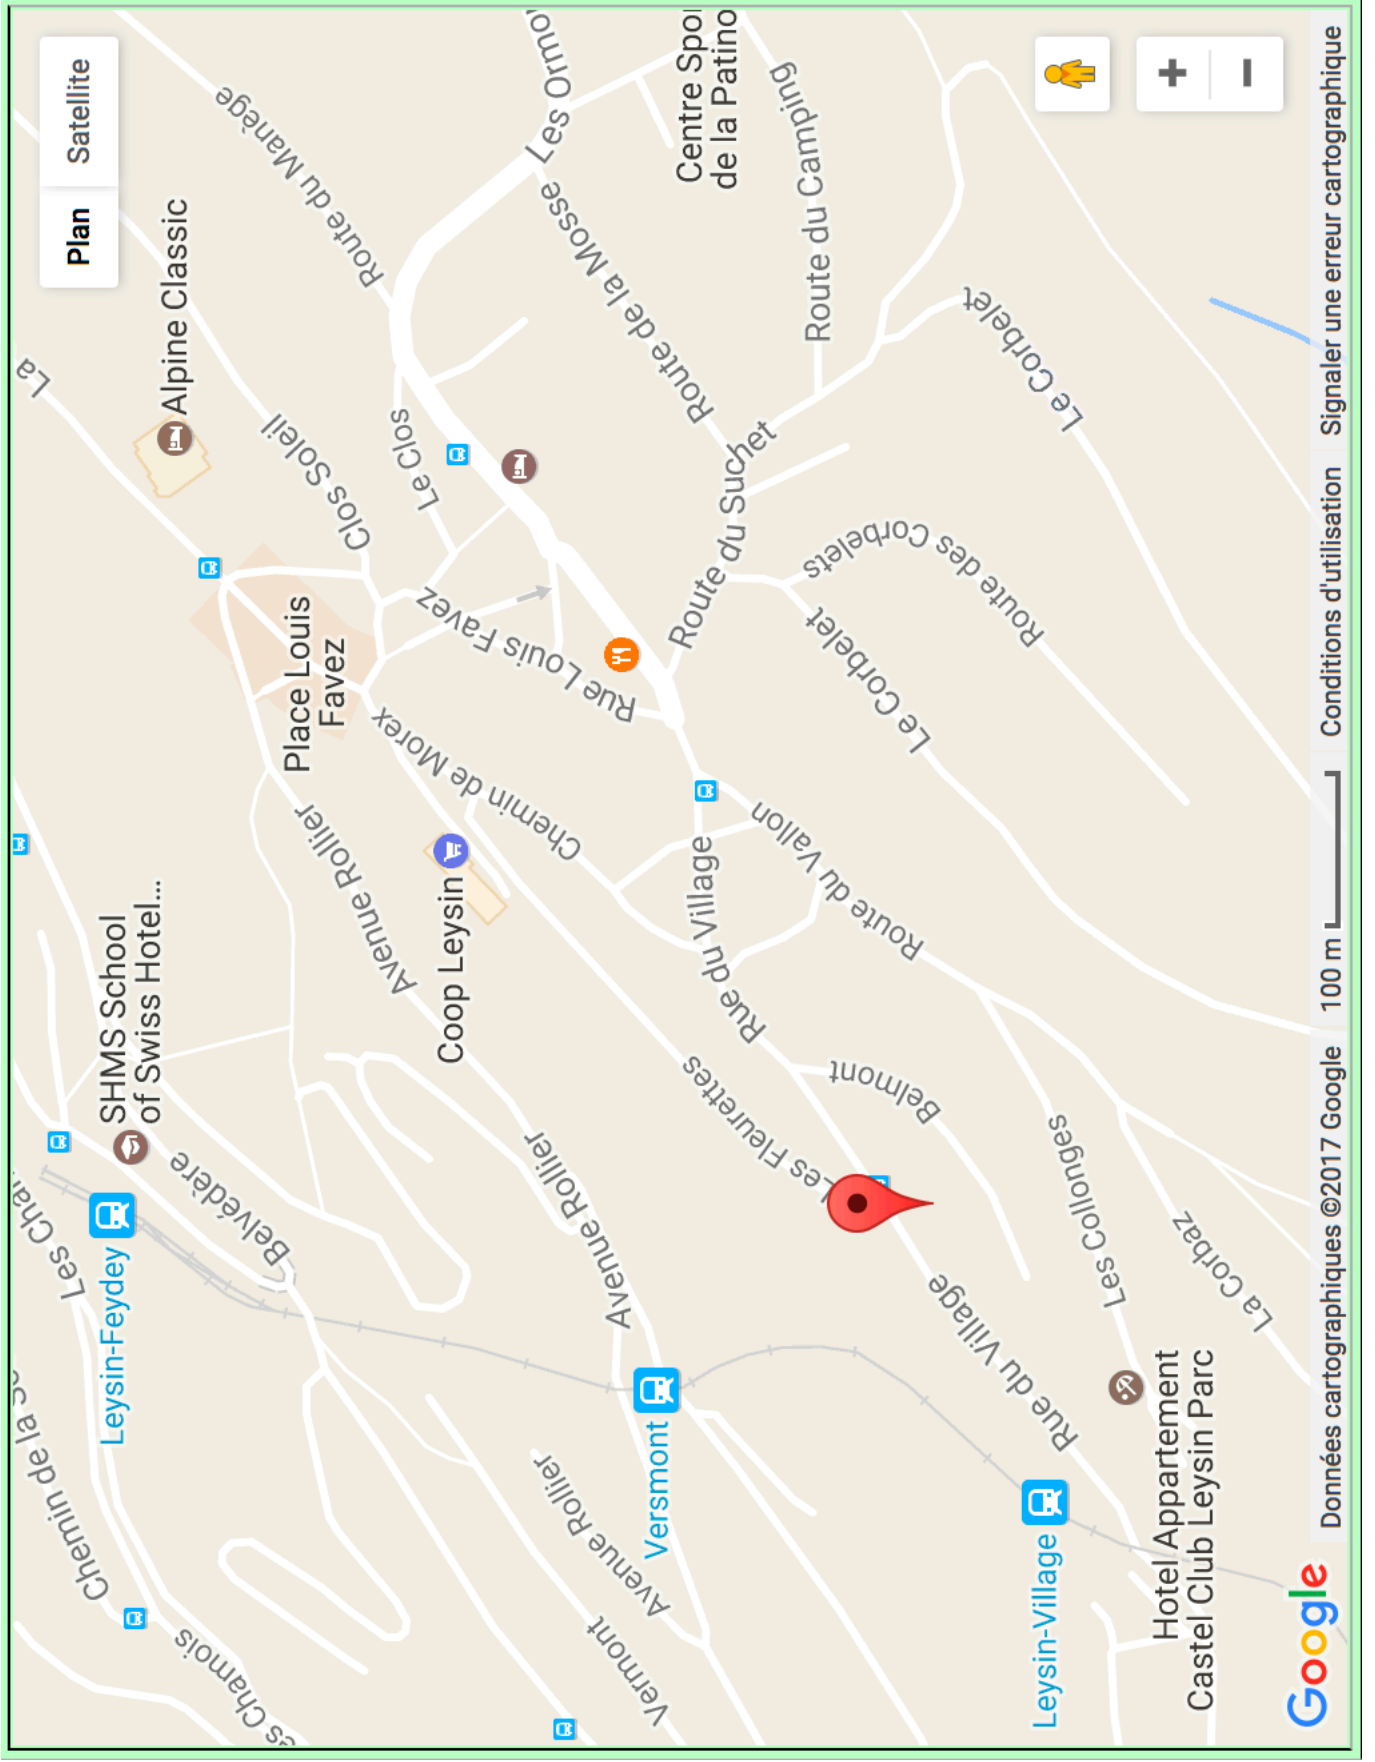 Plan
Satellite
La
Alpine Classic
Route du Manège
Les Ormo
Centre Spor
de la Patino
Route du Camping
Route de la Mosse
Clos Soleil
Le Clos
Place Louis
Favez
Rue Louis Favez
Route du Suchet
Le Corbelet
Route des Corbelets
Le Corbelet
SHMS School
of Swiss Hotel...
Avenue Rollier
Chemin de Morex
Coop Leysin
Rue du Village
Route du Vallon
Les Fleurettes
Belmont
Belvédère
Les Cha
Leysin-Feydey
Avenue Rollier
Les Collonges
La Corbaz
Rue du Village
Chemin de la S
Versmont
Avenue Rollier
Vermont
es Chamois
Leysin-Village
Hotel Appartement
Castel Club Leysin Parc
Google
Données cartographiques ©2017 Google
100 m
Conditions d'utilisation
Signaler une erreur cartographique